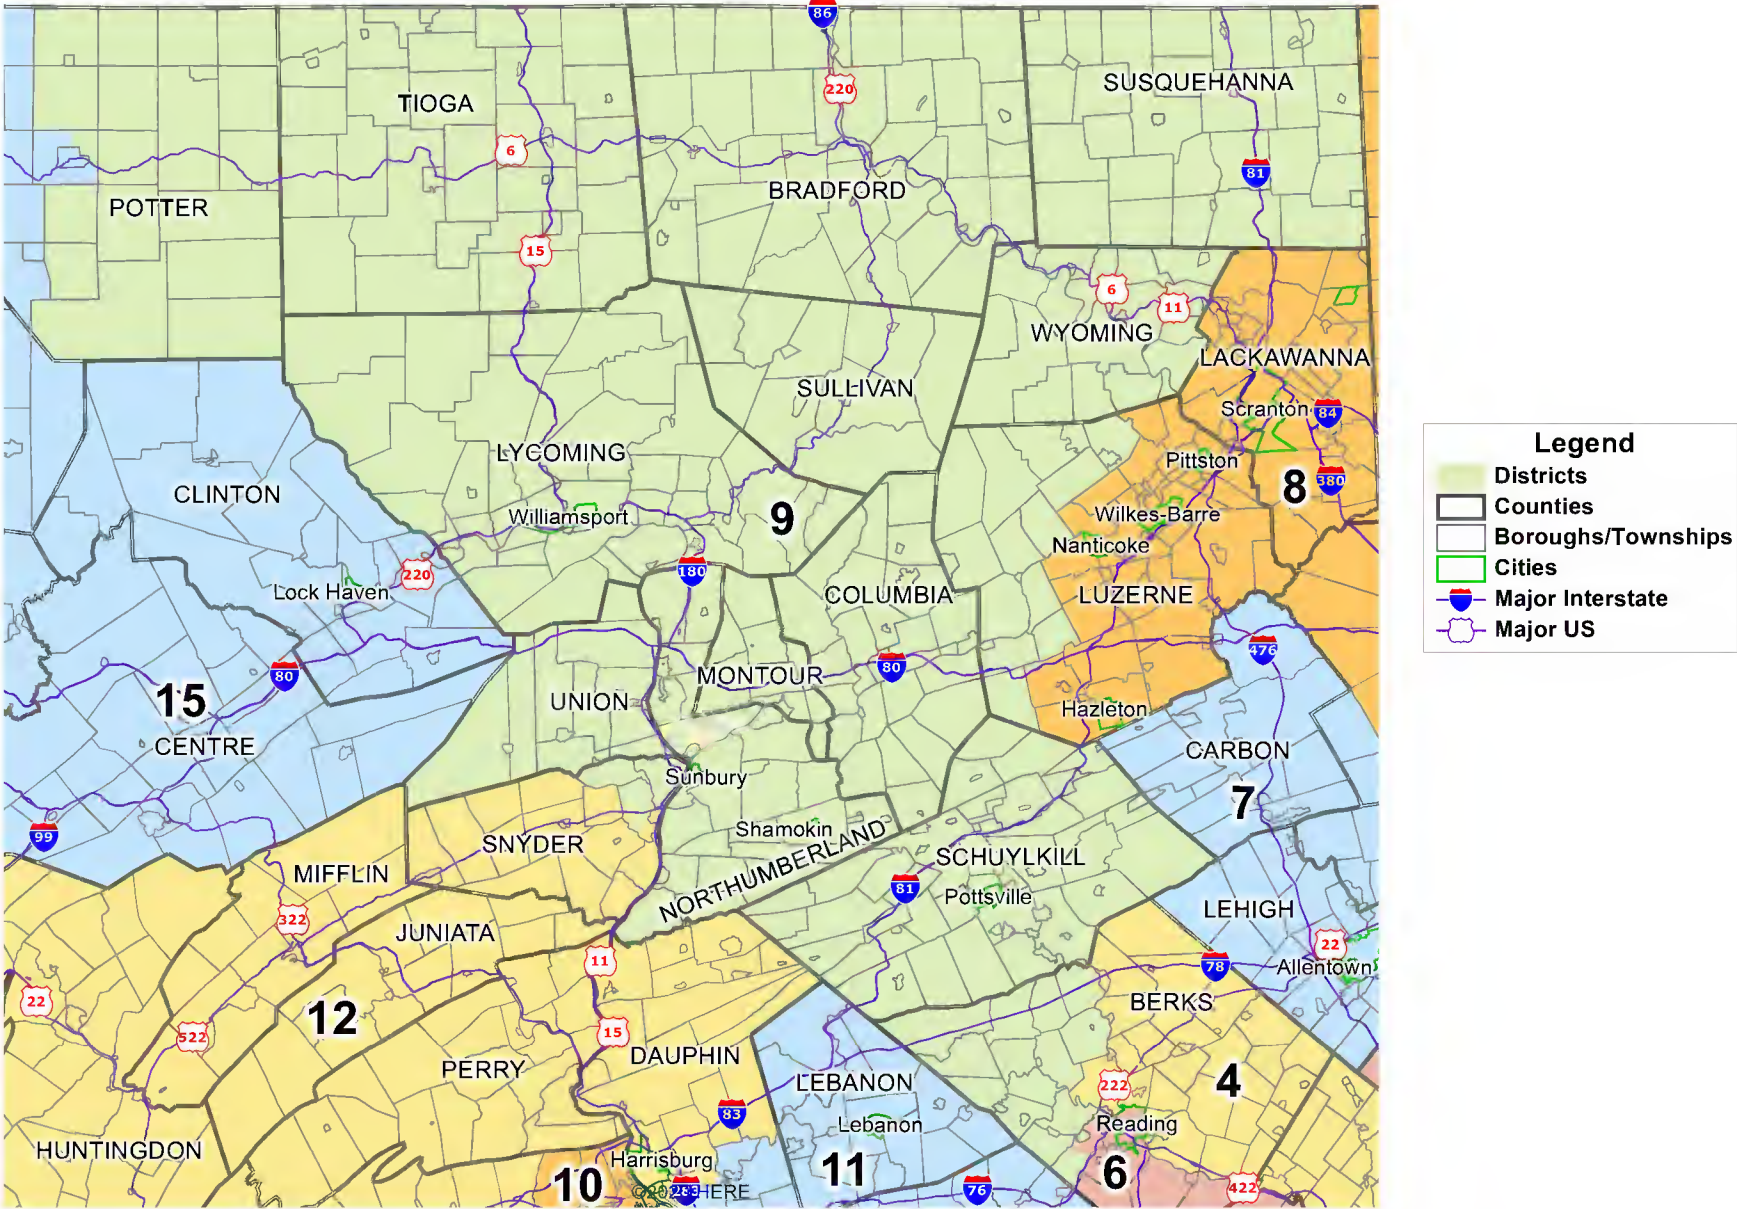 86
SUSQUEHANNA
TIOGA
220
6
81
BRADFORD
POTTER
15
6
11
WYOMING
LACKAWANNA
SULLIVAN
Scranton
84
LYCOMING
Pittston
380
8
CLINTON
Williamsport
9
Wilkes-Barre
Nanticoke
180
220
Lock Haven
COLUMBIA
LUZERNE
476
80
80
MONTOUR
15
UNION
Hazleton
CENTRE
CARBON
Sunbury
7
99
Shamokin
SNYDER
NORTHUMBERLAND
SCHUYLKILL
MIFFLIN
81
Pottsville
LEHIGH
322
JUNIATA
22
11
78
Allentown
22
BERKS
12
522
15
DAUPHIN
PERRY
LEBANON
222
4
83
Lebanon
Reading
HUNTINGDON
Harrisburg
10
11
6
HERE
76
422
Legend
Districts
Counties
Boroughs/Townships
Cities
Major Interstate
Major US